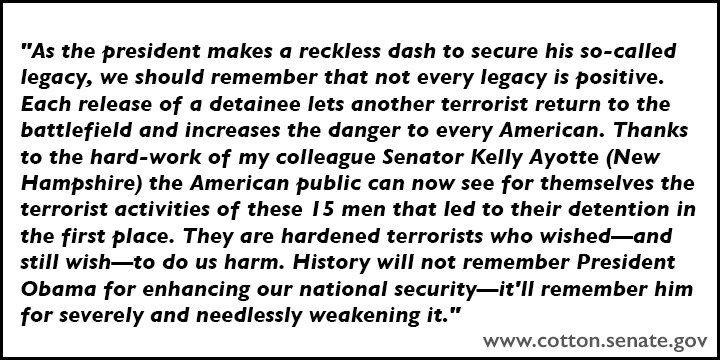 "As the president makes a reckless dash to secure his so-called
legacy, we should remember that not every legacy is positive.
Each release of a detainee lets another terrorist return to the
battlefield and increases the danger to every American. Thanks
to the hard-work of my colleague Senator Kelly Ayotte (New
Hampshire) the American public can now see for themselves the
terrorist activities of these 15 men that led to their detention in
the first place. They are hardened terrorists who wished—and
still wish—to do us harm. History will not remember President
Obama for enhancing our national security—it'll remember him
for severely and needlessly weakening it."
www.cotton.senate.gov